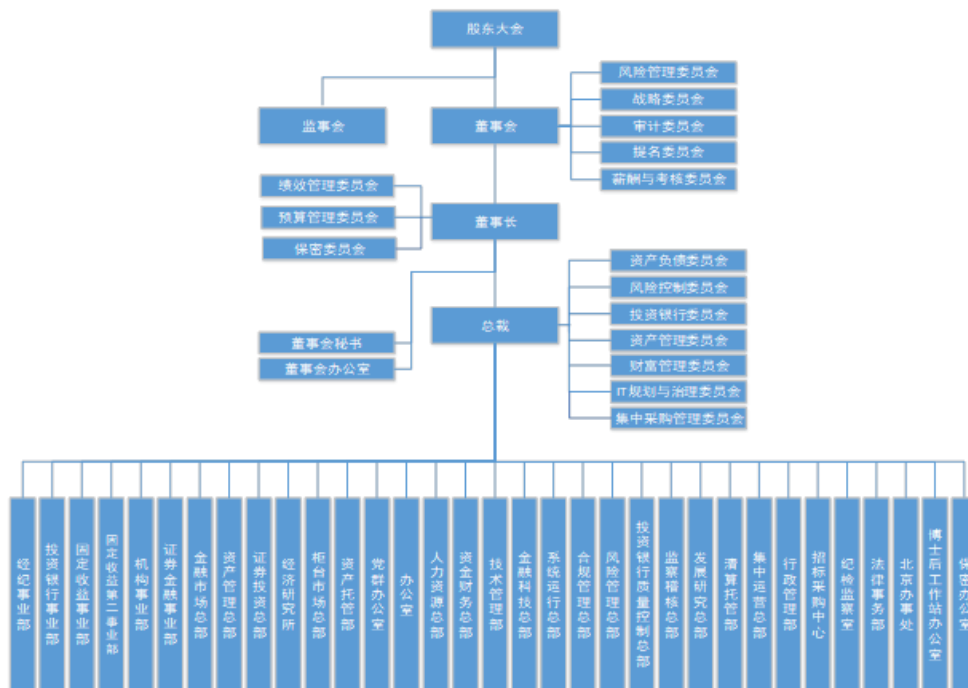 股东大会
监事会
董事会
风险管理委员会
战略委员会
审计委员会
提名委员会
薪酬与考核委员会
绩效管理委员会
预算管理委员会
保密委员会
董事长
资产负债委员会
风险控制委员会
投资银行委员会
资产管理委员会
财富管理委员会
IT规划与治理委员会
集中采购管理委员会
总裁
董事会秘书
董事会办公室
经纪事业部
投资银行事业部
固定收益事业部
固定收益第二事业部
机构事业部
证券金融事业部
金融市场总部
资产管理总部
证券投资总部
经济研究所
柜台市场总部
资产托管部
党群办公室
办公室
人力资源总部
资金财务总部
技术管理部
金融科技总部
系统运行总部
合规管理总部
风险管理总部
投资银行质量控制总部
监察稽核总部
发展研究总部
清算托管部
集中运营总部
行政管理部
招标采购中心
纪检监察室
法律事务部
北京办事处
博士后工作站办公室
保密办公室